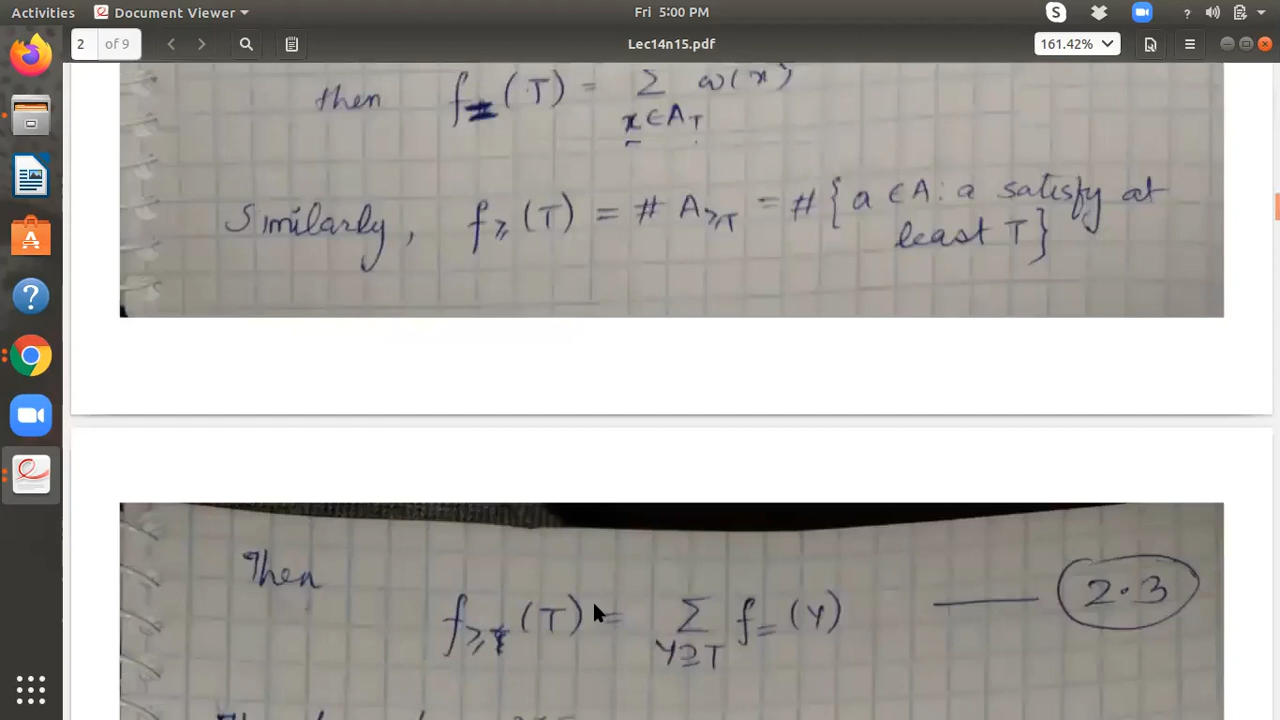 Activities Document Viewer Fri 5:00 PM
2 of 9 Lec14n15.pdf 161.42%
then f=(T) = Σ ω(x)
x ∈ A_T
Similarly, f≥(T) = # A≥T = # { a ∈ A : a satisfy at
least T }
Then
f≥(T) = Σ f=(Y) —— 2.3
Y⊇T